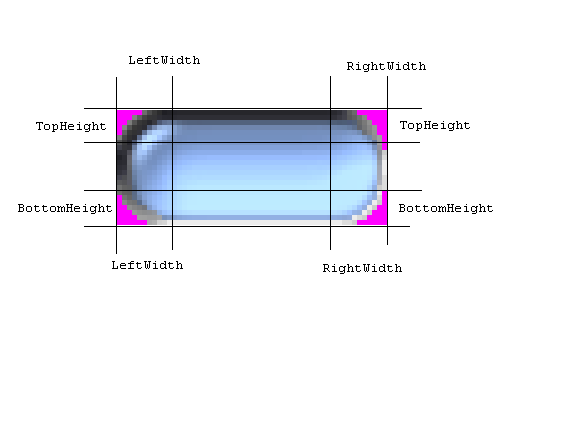 LeftWidth
RightWidth
TopHeight
TopHeight
BottomHeight
BottomHeight
LeftWidth
RightWidth